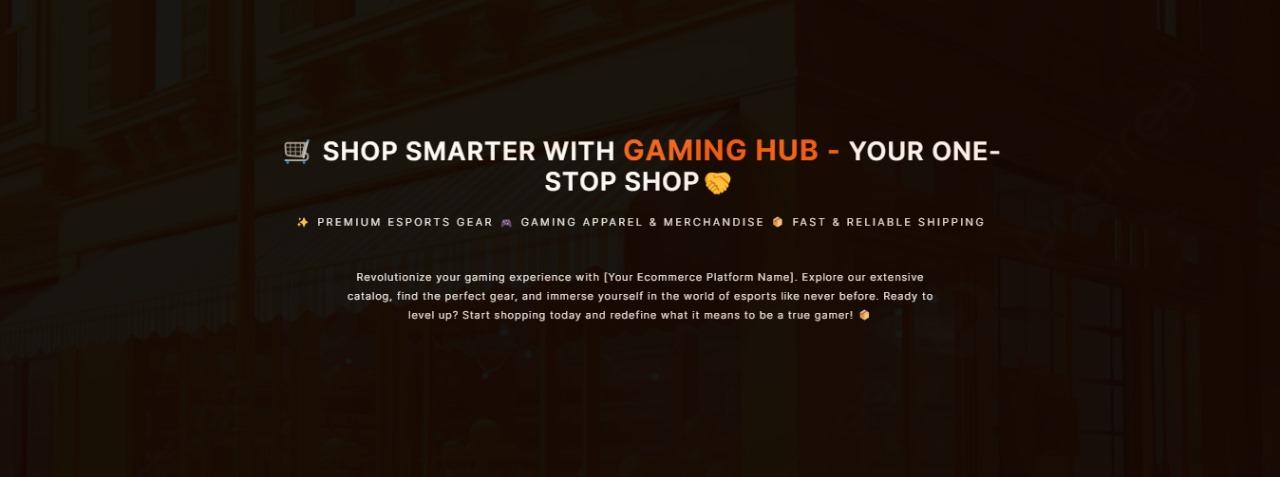 🛒 SHOP SMARTER WITH GAMING HUB - YOUR ONE-
STOP SHOP🤝
✨ PREMIUM ESPORTS GEAR 🎮 GAMING APPAREL & MERCHANDISE 📦 FAST & RELIABLE SHIPPING
Revolutionize your gaming experience with [Your Ecommerce Platform Name]. Explore our extensive
catalog, find the perfect gear, and immerse yourself in the world of esports like never before. Ready to
level up? Start shopping today and redefine what it means to be a true gamer! 📦